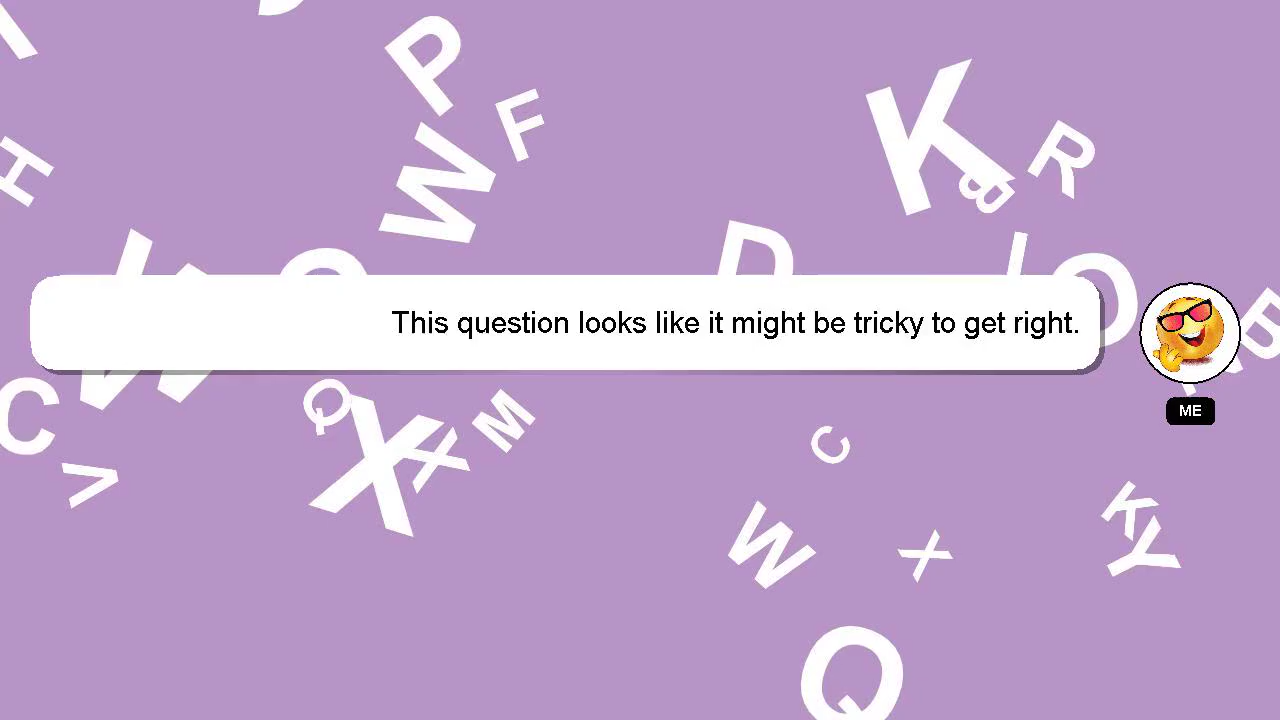 This question looks like it might be tricky to get right.
ME
P
F
W
K
R
B
H
W
O
D
I
O
B
C
V
Q
X
X
M
C
W
X
K
Y
Q